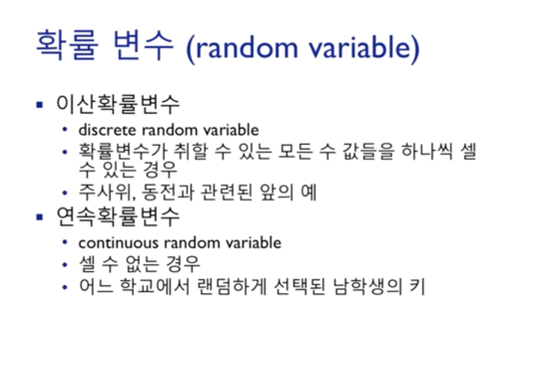 확률 변수 (random variable)
▪ 이산확률변수
• discrete random variable
• 확률변수가 취할 수 있는 모든 수 값들을 하나씩 셀
수 있는 경우
• 주사위, 동전과 관련된 앞의 예
▪ 연속확률변수
• continuous random variable
• 셀 수 없는 경우
• 어느 학교에서 랜덤하게 선택된 남학생의 키